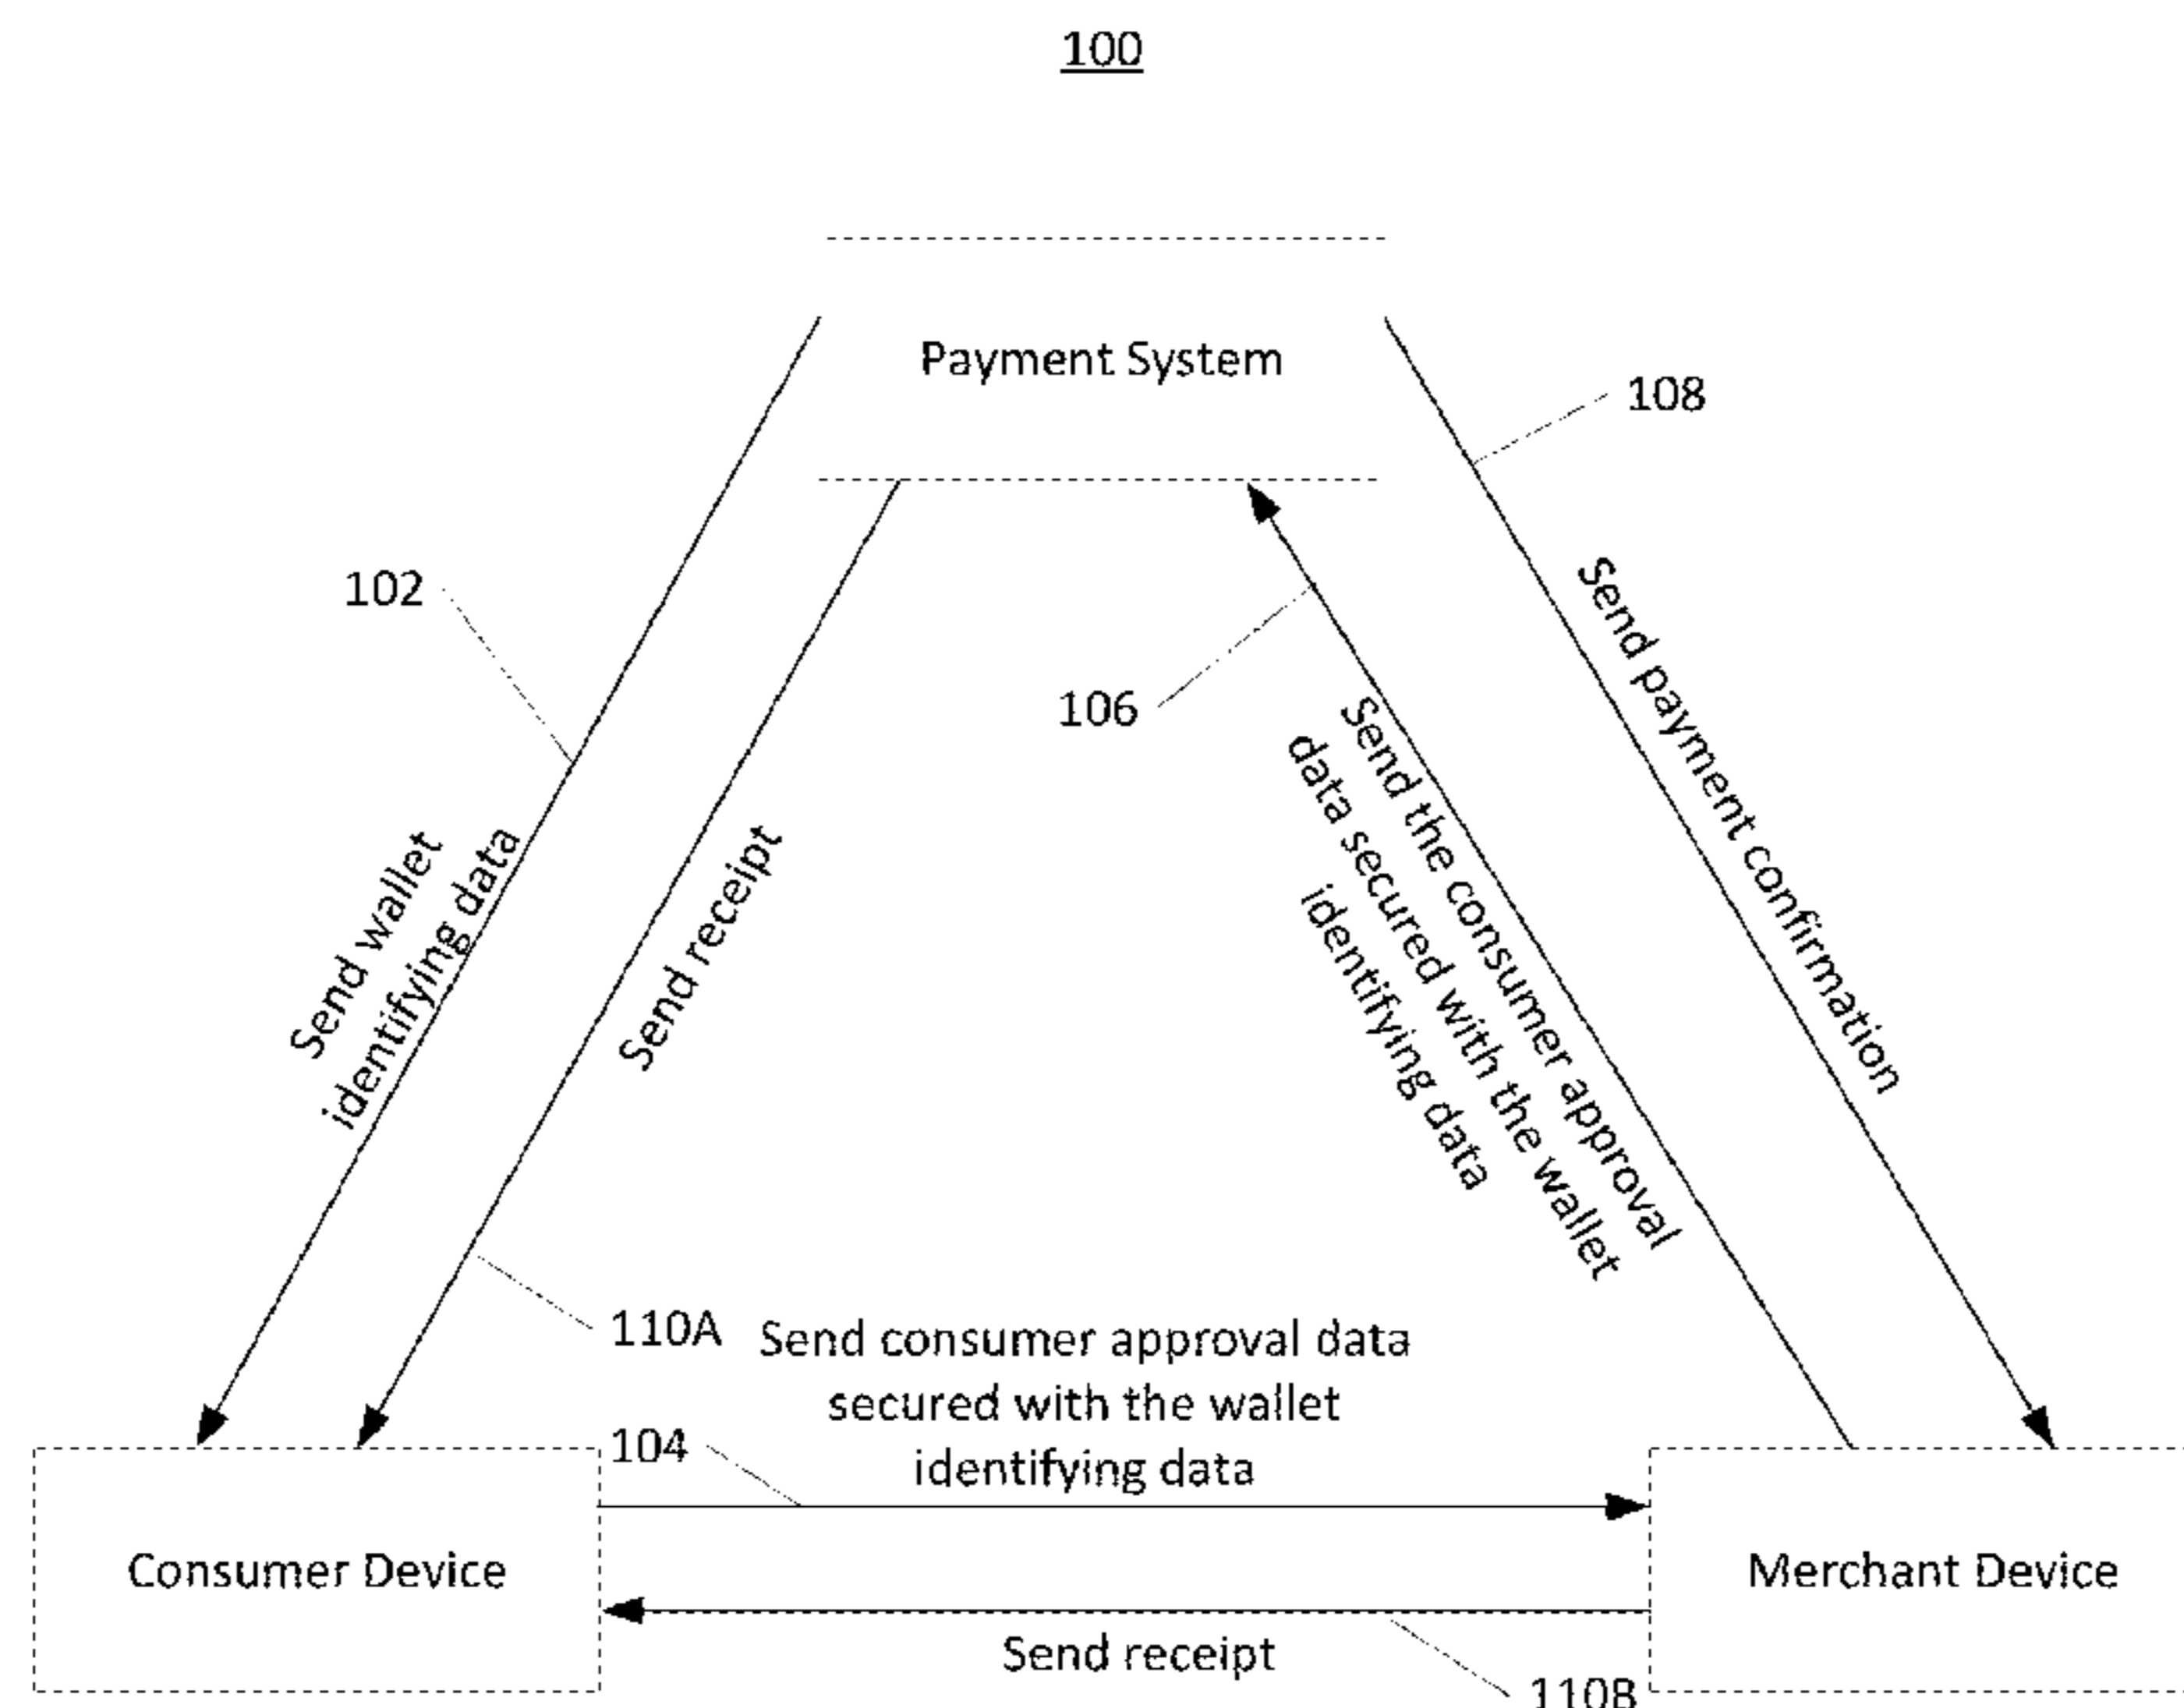 100
Payment System
108
102
106
Send payment confirmation
Send the consumer approval
data secured with the wallet
identifying data
Send wallet
identifying data
Send receipt
110A
Send consumer approval data
secured with the wallet
identifying data
104
Consumer Device
Merchant Device
Send receipt
110B